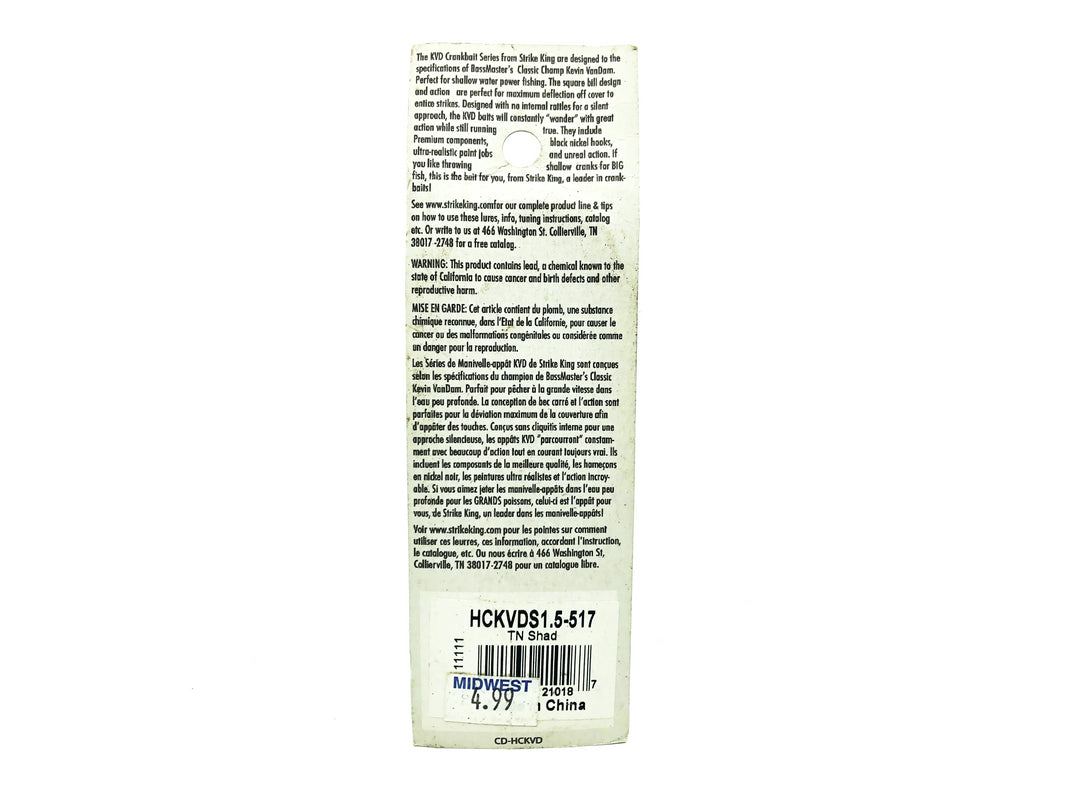 The KVD Crankbait Series from Strike King are designed to the
specifications of BassMaster's Classic Champ Kevin VanDam.
Perfect for shallow water power fishing. The square bill design
and action are perfect for maximum deflection off cover to
entice strikes. Designed with no internal rattles for a silent
approach, the KVD baits will constantly "wander" with great
action while still running true. They include
Premium components, black nickel hooks,
ultra-realistic paint jobs and unreal action. If
you like throwing shallow cranks for BIG
fish, this is the bait for you, from Strike King, a leader in crank-
baits!
See www.strikeking.comfor our complete product line & tips
on how to use these lures, info, tuning instructions, catalog
etc. Or write to us at 466 Washington St. Collierville, TN
38017 -2748 for a free catalog.
WARNING: This product contains lead, a chemical known to the
state of California to cause cancer and birth defects and other
reproductive harm.
MISE EN GARDE: Cet article contient du plomb, une substance
chimique reconnue, dans l'Etat de la Californie, pour causer le
cancer ou des malformations congénitales ou considérée comme
un danger pour la reproduction.
Les Séries de Manivelle-appât KVD de Strike King sont conçues
selon les spécifications du champion de BassMaster's Classic
Kevin VanDam. Parfait pour pêcher à la grande vitesse dans
l'eau peu profonde. La conception de bec carré et l'action sont
parfaites pour la déviation maximum de la couverture afin
d'appâter des touches. Conçus sans cliquitis interne pour une
approche silencieuse, les appâts KVD "parcourront" constam-
ment avec beaucoup d'action tout en courant toujours vrai. Ils
incluent les composants de la meilleure qualité, les hameçons
en nickel noir, les peintures ultra réalistes et l'action incroy-
able. Si vous aimez jeter les manivelle-appâts dans l'eau peu
profonde pour les GRANDS poissons, celui-ci est l'appât pour
vous, de Strike King, un leader dans les manivelle-appâts!
Voir www.strikeking.com pour les pointes sur comment
utiliser ces leurres, ces information, accordant l'instruction,
le catalogue, etc. Ou nous écrire à 466 Washington St,
Collierville, TN 38017-2748 pour un catalogue libre.
HCKVDS1.5-517
TN Shad
11111
MIDWEST
21018 7
4.99
China
CD-HCKVD